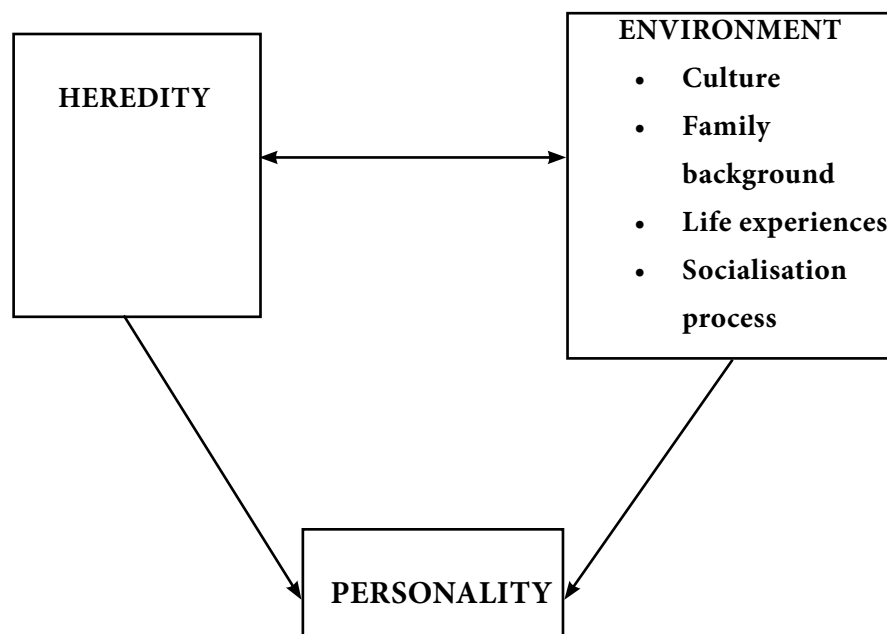 HEREDITY
ENVIRONMENT
• Culture
• Family
background
• Life experiences
• Socialisation
process
PERSONALITY